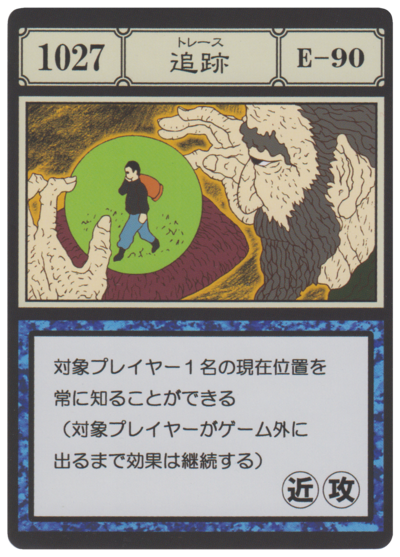 1027
トレース
追跡
E-90
対象プレイヤー1名の現在位置を
常に知ることができる
(対象プレイヤーがゲーム外に
出るまで効果は継続する)
近 攻